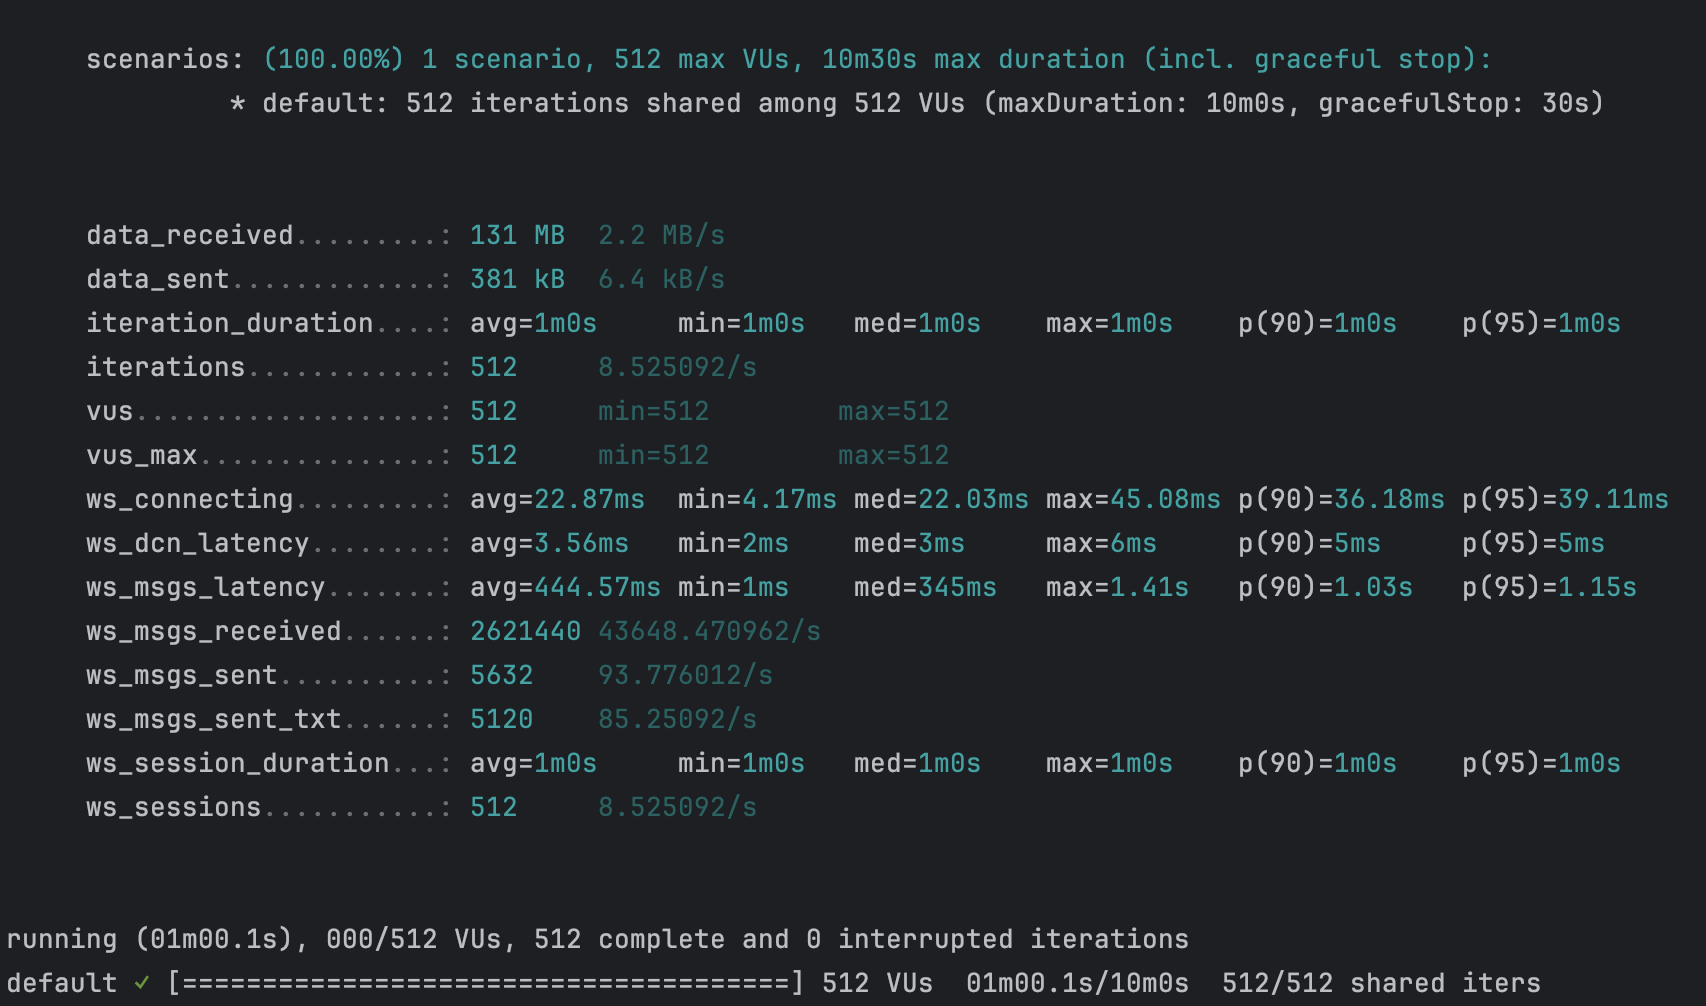 scenarios: (100.00%) 1 scenario, 512 max VUs, 10m30s max duration (incl. graceful stop):
* default: 512 iterations shared among 512 VUs (maxDuration: 10m0s, gracefulStop: 30s)
data_received.........: 131 MB 2.2 MB/s
data_sent.............: 381 kB 6.4 kB/s
iteration_duration....: avg=1m0s min=1m0s med=1m0s max=1m0s p(90)=1m0s p(95)=1m0s
iterations............: 512 8.525092/s
vus...................: 512 min=512 max=512
vus_max...............: 512 min=512 max=512
ws_connecting.........: avg=22.87ms min=4.17ms med=22.03ms max=45.08ms p(90)=36.18ms p(95)=39.11ms
ws_dcn_latency........: avg=3.56ms min=2ms med=3ms max=6ms p(90)=5ms p(95)=5ms
ws_msgs_latency.......: avg=444.57ms min=1ms med=345ms max=1.41s p(90)=1.03s p(95)=1.15s
ws_msgs_received......: 2621440 43648.470962/s
ws_msgs_sent..........: 5632 93.776012/s
ws_msgs_sent_txt......: 5120 85.25092/s
ws_session_duration...: avg=1m0s min=1m0s med=1m0s max=1m0s p(90)=1m0s p(95)=1m0s
ws_sessions...........: 512 8.525092/s
running (01m00.1s), 000/512 VUs, 512 complete and 0 interrupted iterations
default ✓ [======================================] 512 VUs 01m00.1s/10m0s 512/512 shared iters